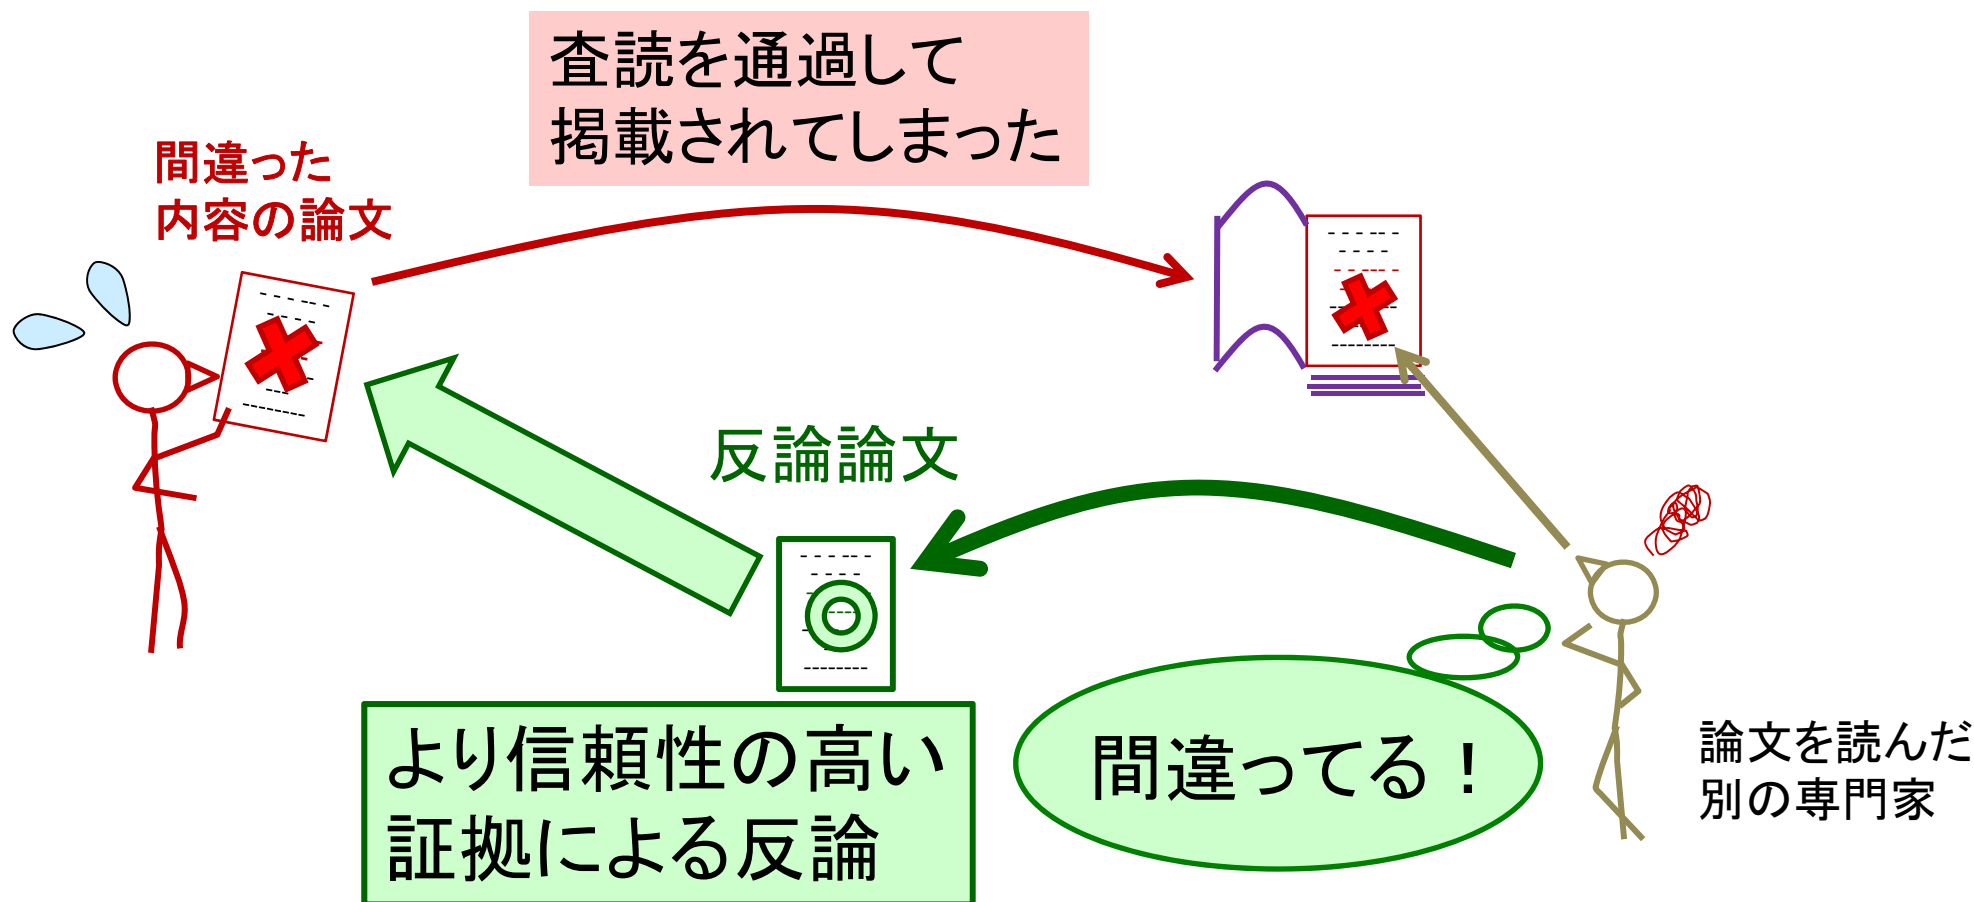 査読を通過して
掲載されてしまった
間違った
内容の論文
反論論文
より信頼性の高い
証拠による反論
間違ってる！
論文を読んだ
別の専門家